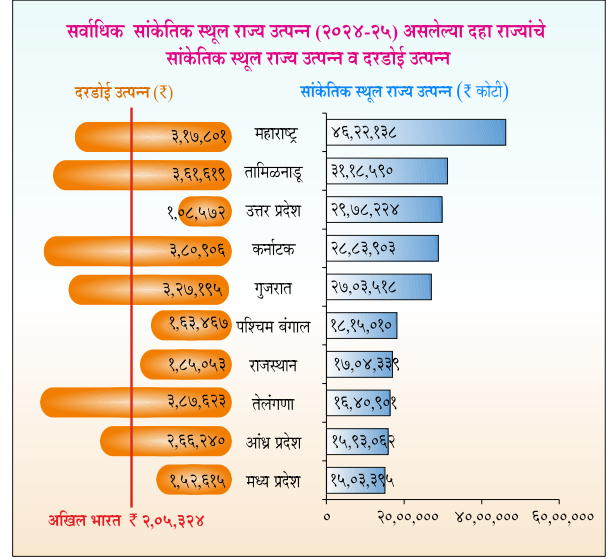 सर्वाधिक सांकेतिक स्थूल राज्य उत्पन्न (२०२४-२५) असलेल्या दहा राज्यांचे
सांकेतिक स्थूल राज्य उत्पन्न व दरडोई उत्पन्न
दरडोई उत्पन्न (₹) सांकेतिक स्थूल राज्य उत्पन्न (₹ कोटी)
३,१७,८०१ महाराष्ट्र ४६,२२,१३८
३,६१,६१९ तामिळनाडू ३१,१८,५९०
१,०८,५७२ उत्तर प्रदेश २९,७८,२२४
३,८०,९०६ कर्नाटक २८,८३,९०३
३,२७,१९५ गुजरात २७,०३,५१८
१,६३,४६७ पश्चिम बंगाल १८,१५,०१०
१,८५,०५३ राजस्थान १७,०४,३३९
३,८७,६२३ तेलंगणा १६,४०,९०१
२,६६,२४० आंध्र प्रदेश १५,९३,०६२
१,५२,६१५ मध्य प्रदेश १५,०३,३९५
० २०,००,००० ४०,००,००० ६०,००,०००
अखिल भारत ₹ २,०५,३२४